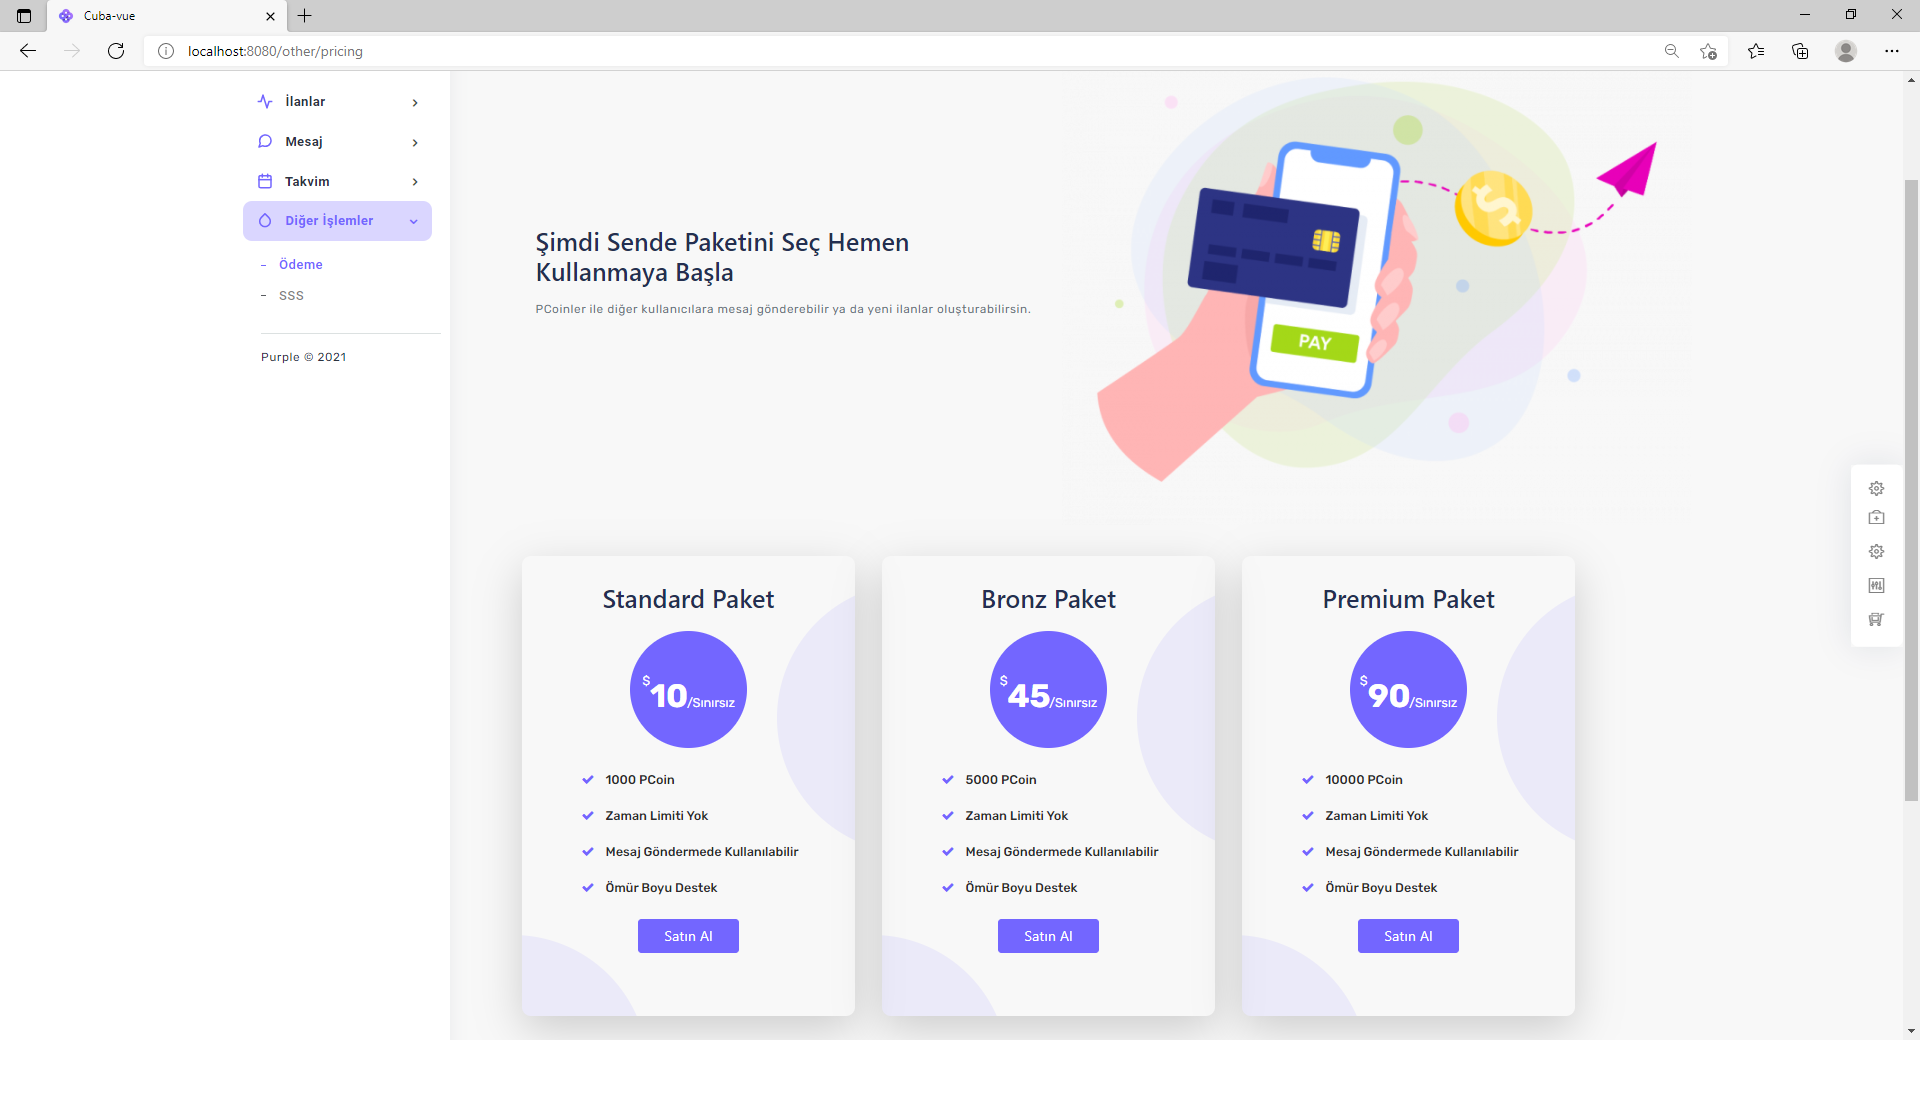 Cuba-vue
localhost:8080/other/pricing
İlanlar
Mesaj
Takvim
Diğer İşlemler
- Ödeme
- SSS
Purple © 2021
Şimdi Sende Paketini Seç Hemen
Kullanmaya Başla
PCoinler ile diğer kullanıcılara mesaj gönderebilir ya da yeni ilanlar oluşturabilirsin.
$
PAY
Standard Paket
$10/Sınırsız
1000 PCoin
Zaman Limiti Yok
Mesaj Göndermede Kullanılabilir
Ömür Boyu Destek
Satın Al
Bronz Paket
$45/Sınırsız
5000 PCoin
Zaman Limiti Yok
Mesaj Göndermede Kullanılabilir
Ömür Boyu Destek
Satın Al
Premium Paket
$90/Sınırsız
10000 PCoin
Zaman Limiti Yok
Mesaj Göndermede Kullanılabilir
Ömür Boyu Destek
Satın Al